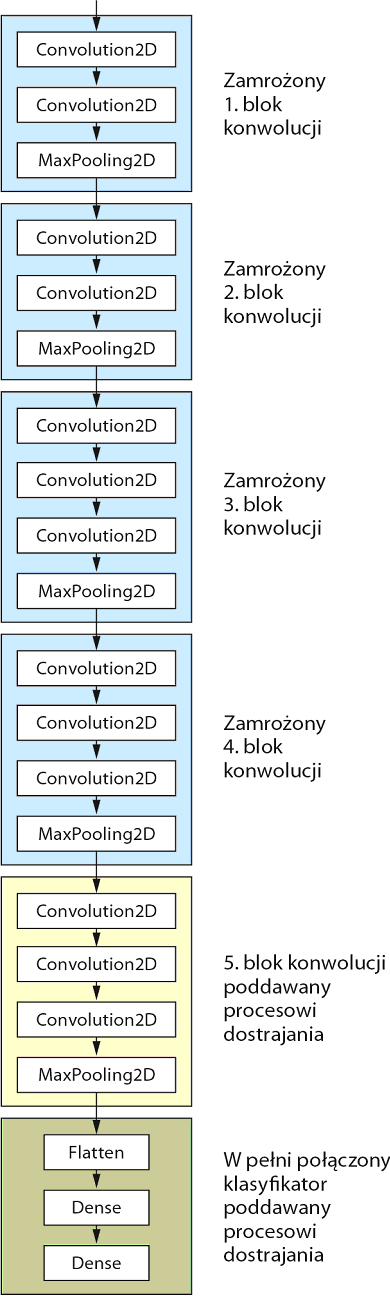 Convolution2D
Convolution2D
MaxPooling2D
Zamrożony
1. blok
konwolucji
Convolution2D
Convolution2D
MaxPooling2D
Zamrożony
2. blok
konwolucji
Convolution2D
Convolution2D
Convolution2D
MaxPooling2D
Zamrożony
3. blok
konwolucji
Convolution2D
Convolution2D
Convolution2D
MaxPooling2D
Zamrożony
4. blok
konwolucji
Convolution2D
Convolution2D
Convolution2D
MaxPooling2D
5. blok konwolucji
poddawany
procesowi
dostrajania
Flatten
Dense
Dense
W pełni połączony
klasyfikator
poddawany
procesowi
dostrajania